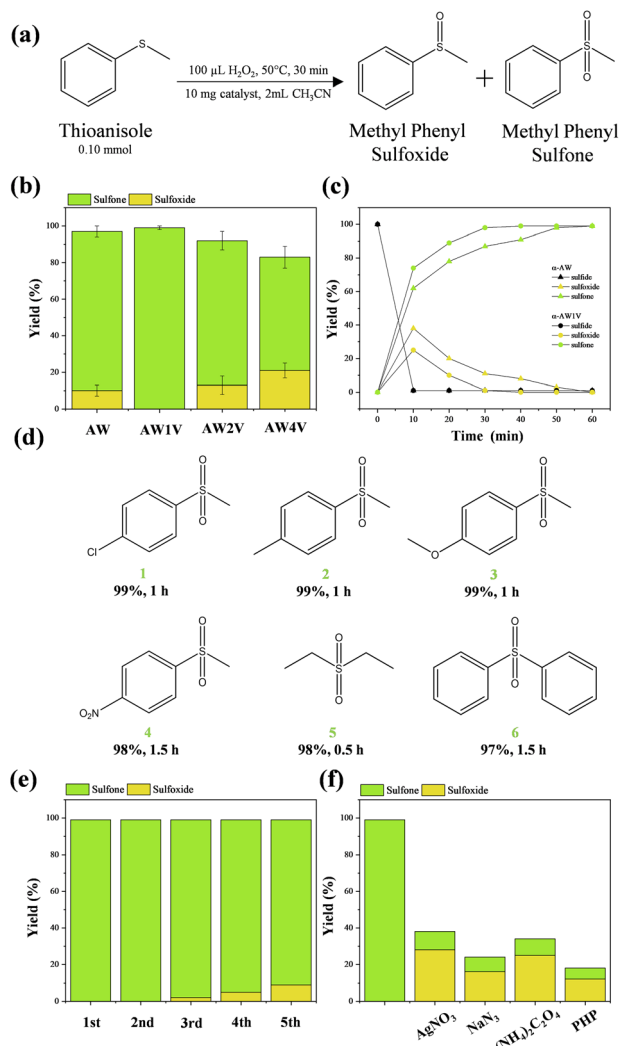 (a)
S
100 μL H₂O₂, 50°C, 30 min
10 mg catalyst, 2mL CH₃CN
Thioanisole
0.10 mmol
O
S
Methyl Phenyl
Sulfoxide
+
O
S
O
Methyl Phenyl
Sulfone
(b)
Sulfone Sulfoxide
Yield (%)
100
80
60
40
20
0
AW AW1V AW2V AW4V
(c)
Yield (%)
100
80
60
40
20
0
α-AW
sulfide
sulfoxide
sulfone
α-AW1V
sulfide
sulfoxide
sulfone
0 10 20 30 40 50 60
Time (min)
(d)
O
S
O
Cl
1
99%, 1 h
O
S
O
2
99%, 1 h
O
S
O
O
3
99%, 1 h
O
S
O
O₂N
4
98%, 1.5 h
O
S
O
5
98%, 0.5 h
O
S
O
6
97%, 1.5 h
(e)
Sulfone Sulfoxide
Yield (%)
100
80
60
40
20
0
1st 2nd 3rd 4th 5th
(f)
Sulfone Sulfoxide
Yield (%)
100
80
60
40
20
0
AgNO₃ NaN₃ (NH₄)₂C₂O₄ PHP